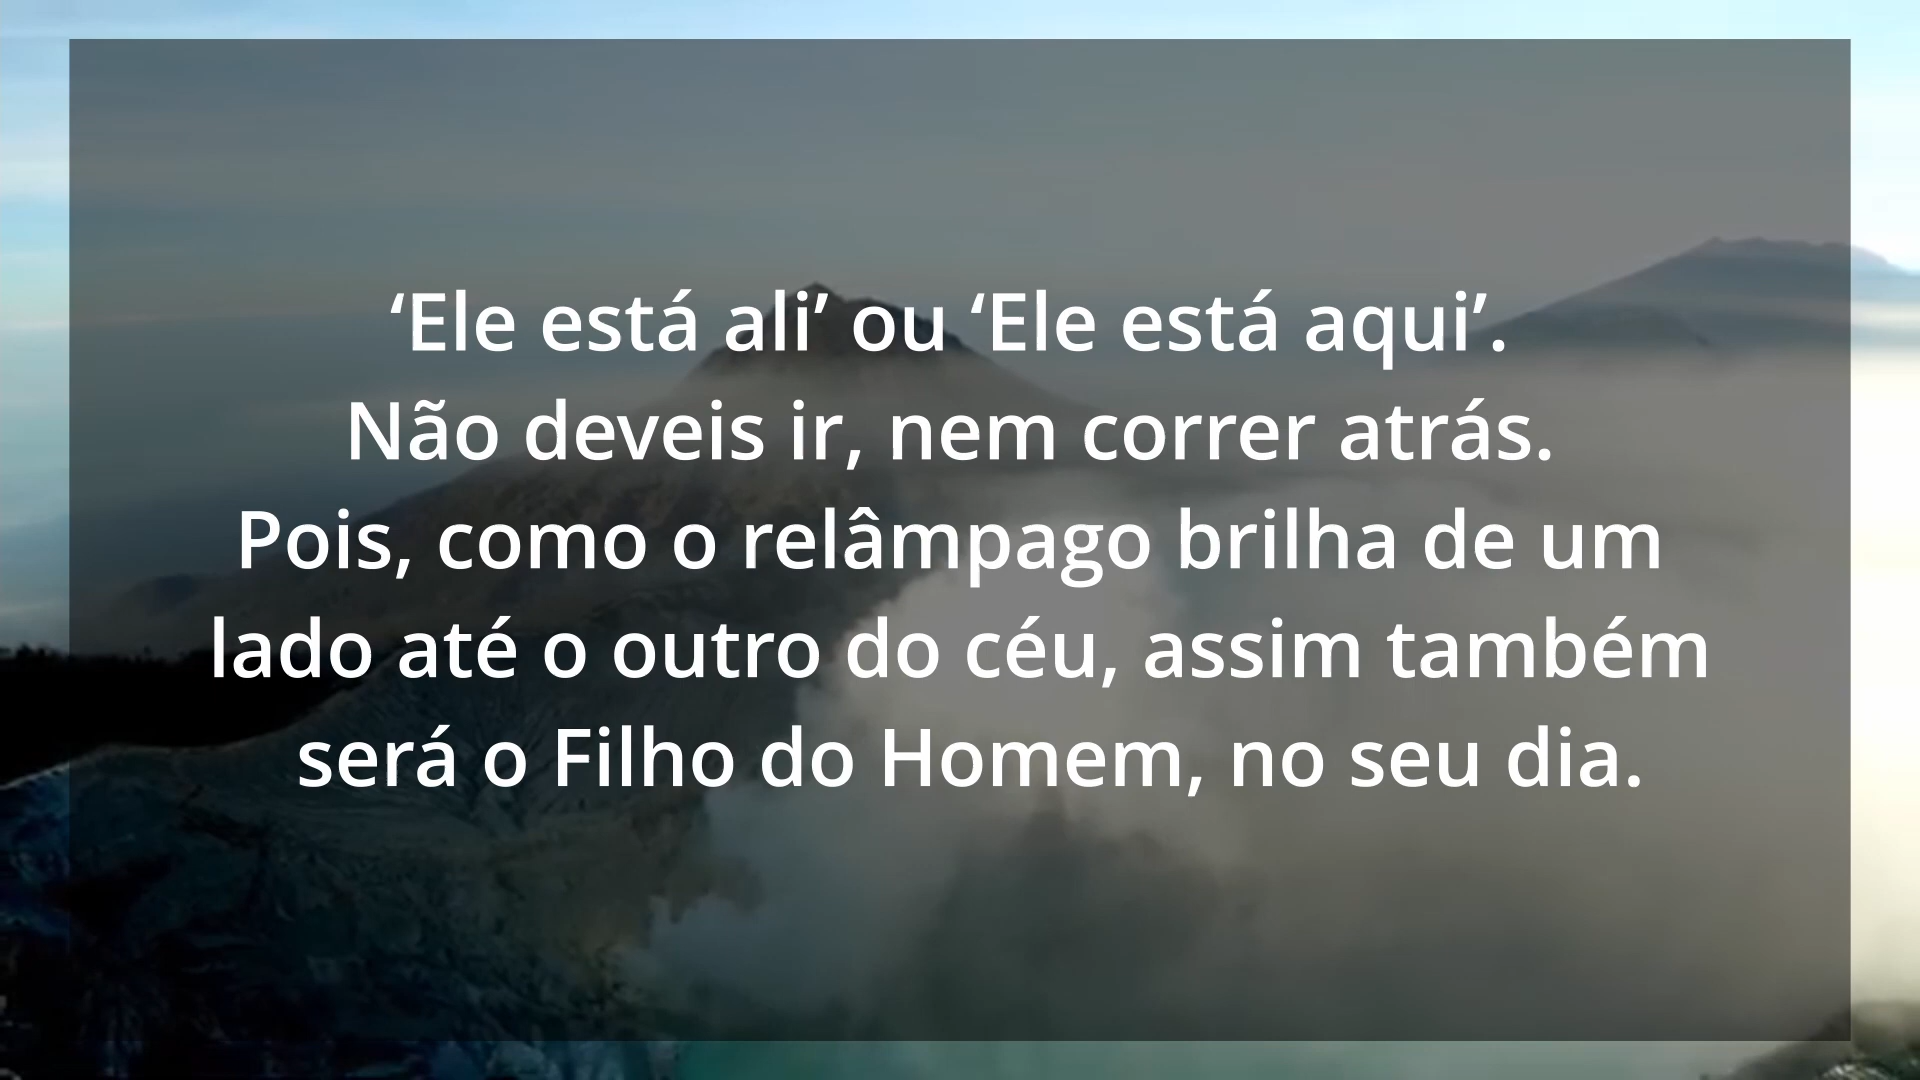 ‘Ele está ali’ ou ‘Ele está aqui’.
Não deveis ir, nem correr atrás.
Pois, como o relâmpago brilha de um
lado até o outro do céu, assim também
será o Filho do Homem, no seu dia.